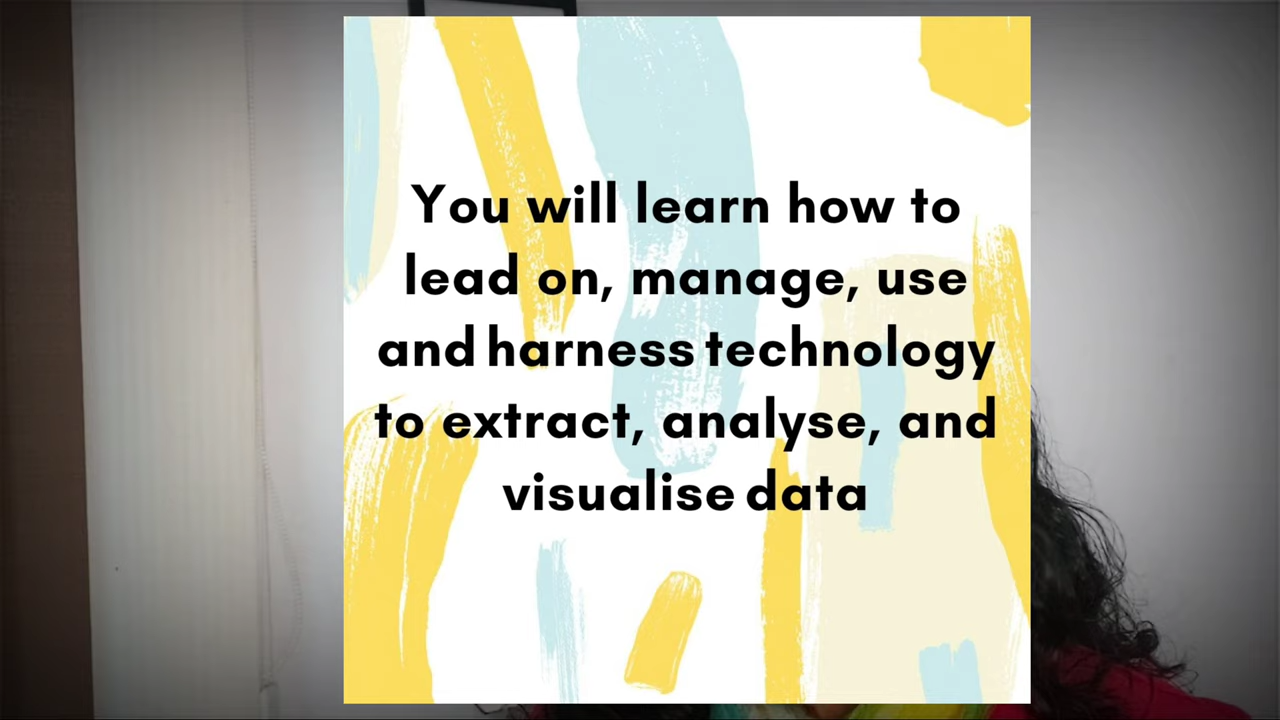 You will learn how to
lead on, manage, use
and harness technology
to extract, analyse, and
visualise data